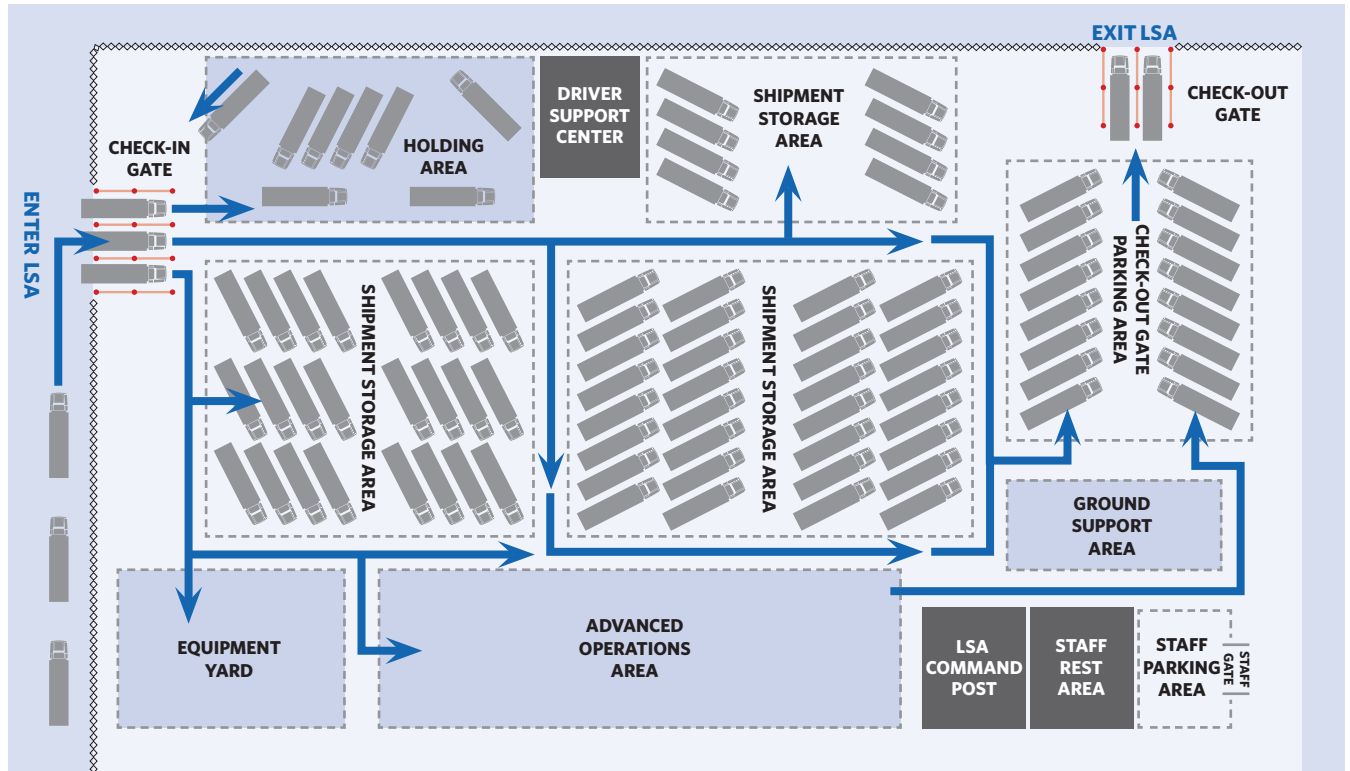 EXIT LSA
CHECK-OUT
GATE
DRIVER
SUPPORT
CENTER
SHIPMENT
STORAGE
AREA
CHECK-IN
GATE
HOLDING
AREA
ENTER LSA
SHIPMENT STORAGE AREA
SHIPMENT STORAGE AREA
CHECK-OUT GATE
PARKING AREA
GROUND
SUPPORT
AREA
EQUIPMENT
YARD
ADVANCED
OPERATIONS
AREA
LSA
COMMAND
POST
STAFF
REST
AREA
STAFF
PARKING
AREA
STAFF
GATE